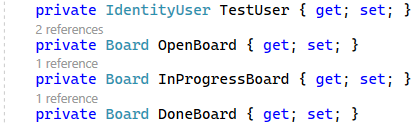 private IdentityUser TestUser { get; set; }
2 references
private Board OpenBoard { get; set; }
1 reference
private Board InProgressBoard { get; set; }
1 reference
private Board DoneBoard { get; set; }